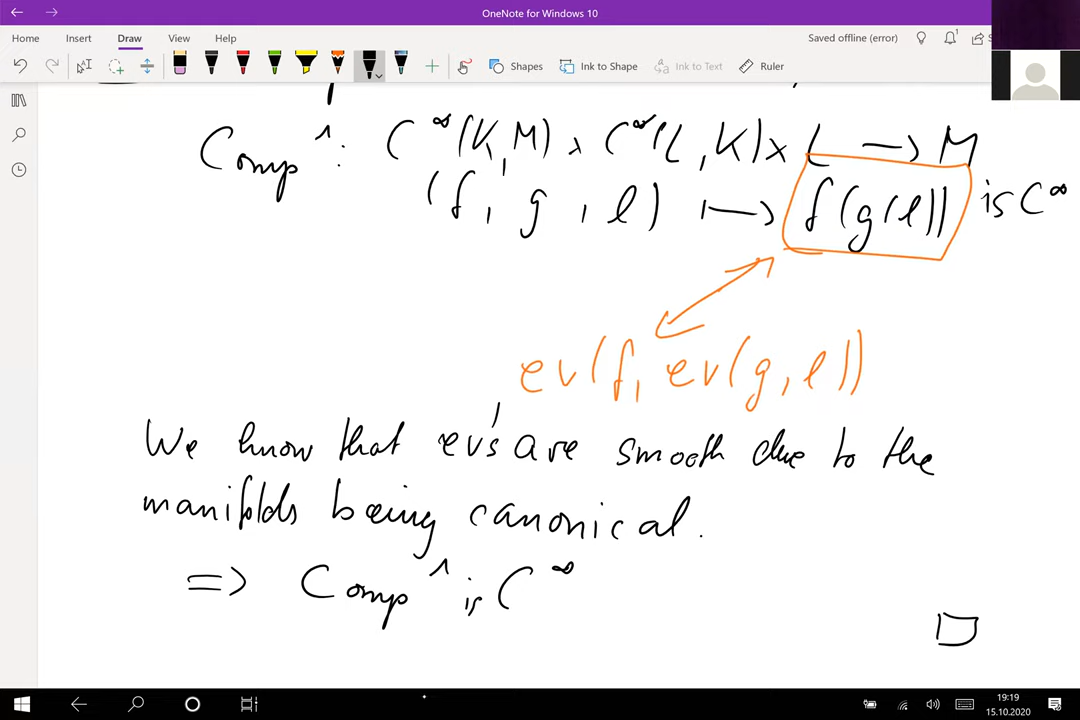 OneNote for Windows 10
Home Insert Draw View Help
Saved offline (error)
Shapes Ink to Shape Ink to Text Ruler
Comp^: C^∞(K,M) × C^∞(L,K) × L → M
(f, g, l) ↦ f(g(l)) is C^∞
ev(f, ev(g, l))
We know that ev's are smooth due to the
manifolds being canonical.
=> Comp^ is C^∞
□
19:19
15.10.2020